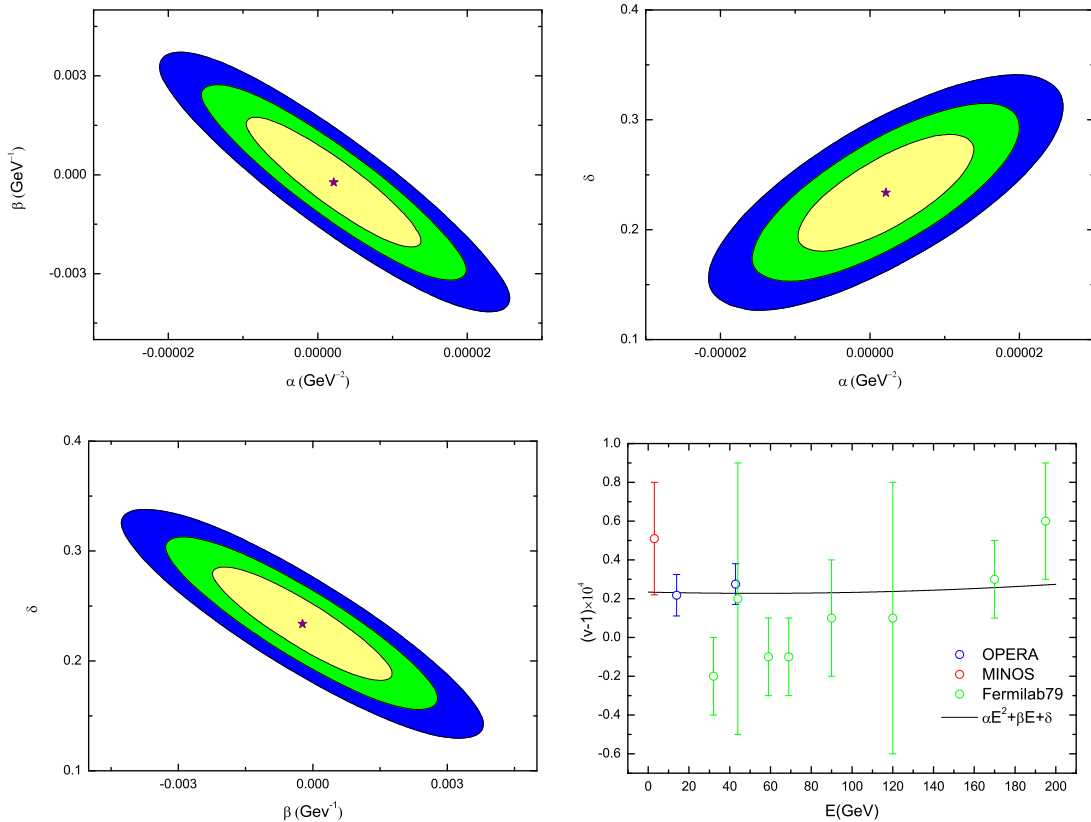 0.003
0.000
-0.003
β (GeV⁻¹)
-0.00002
0.00000
0.00002
α (GeV⁻²)
0.4
0.3
0.2
0.1
δ
-0.00002
0.00000
0.00002
α (GeV⁻²)
0.4
0.3
0.2
0.1
δ
-0.003
0.000
0.003
β (Gev⁻¹)
1.0
0.8
0.6
0.4
0.2
0.0
-0.2
-0.4
-0.6
(v-1)×10⁴
OPERA
MINOS
Fermilab79
αE²+βE+δ
0 20 40 60 80 100 120 140 160 180 200
E(GeV)